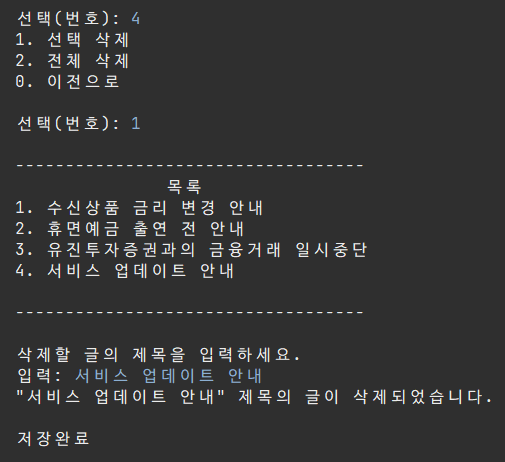 선택(번호): 4
1. 선택 삭제
2. 전체 삭제
0. 이전으로
선택(번호): 1
-----------------------------------
목록
1. 수신상품 금리 변경 안내
2. 휴면예금 출연 전 안내
3. 유진투자증권과의 금융거래 일시중단
4. 서비스 업데이트 안내
-----------------------------------
삭제할 글의 제목을 입력하세요.
입력: 서비스 업데이트 안내
"서비스 업데이트 안내" 제목의 글이 삭제되었습니다.
저장완료